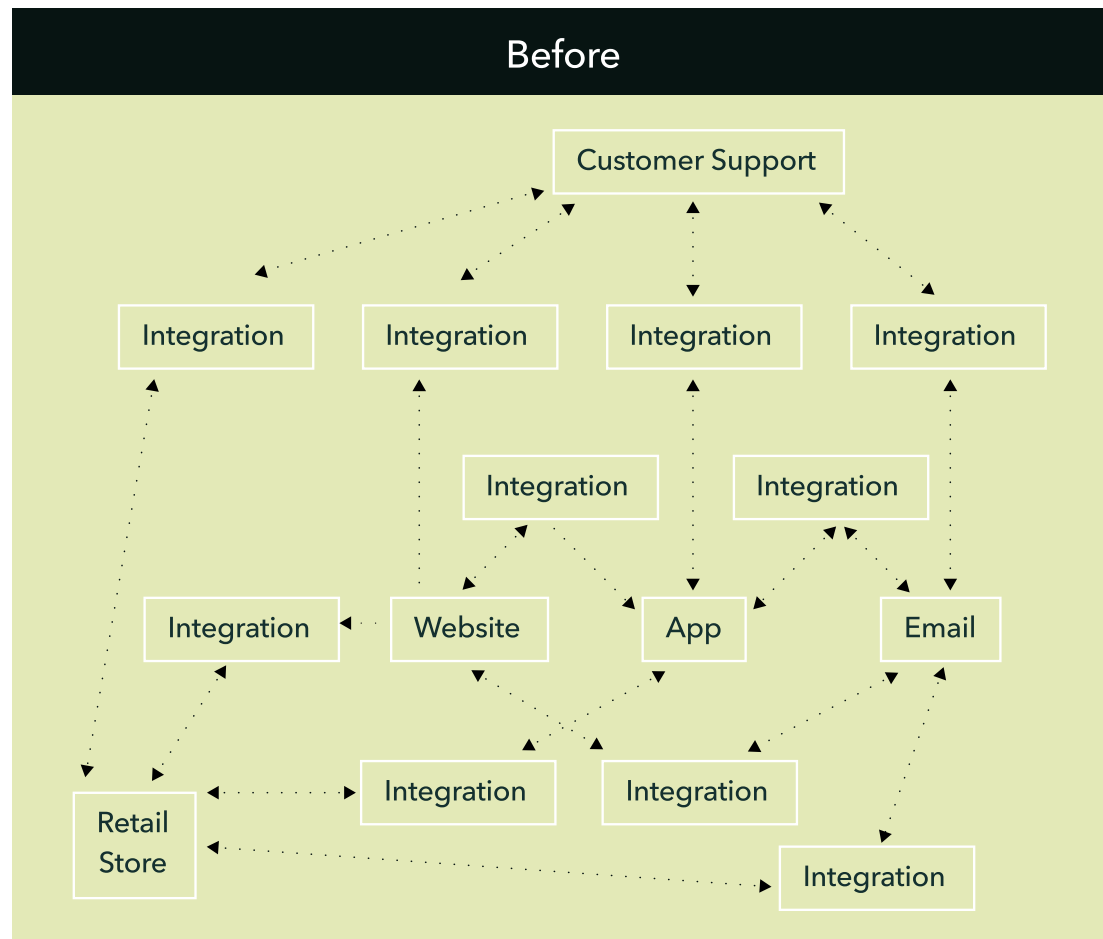 Before
Customer Support
Integration
Integration
Integration
Integration
Integration
Integration
Integration
Website
App
Email
Integration
Integration
Retail
Store
Integration